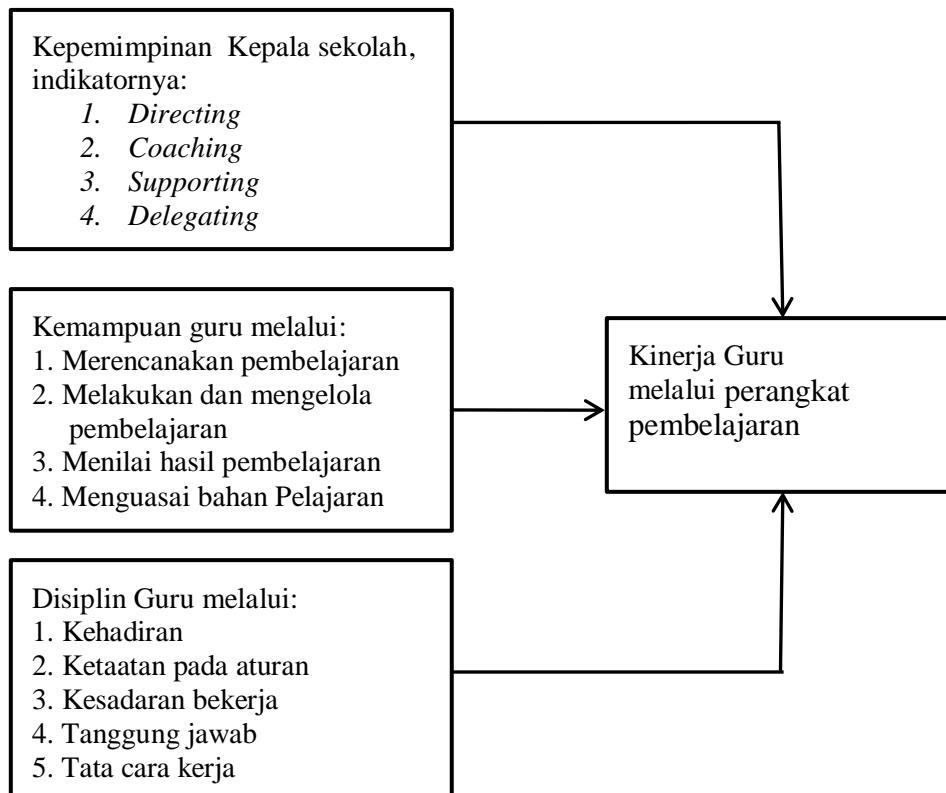 Kepemimpinan Kepala sekolah,
indikatornya:
1. Directing
2. Coaching
3. Supporting
4. Delegating
Kemampuan guru melalui:
1. Merencanakan pembelajaran
2. Melakukan dan mengelola
pembelajaran
3. Menilai hasil pembelajaran
4. Menguasai bahan Pelajaran
Kinerja Guru
melalui perangkat
pembelajaran
Disiplin Guru melalui:
1. Kehadiran
2. Ketaatan pada aturan
3. Kesadaran bekerja
4. Tanggung jawab
5. Tata cara kerja